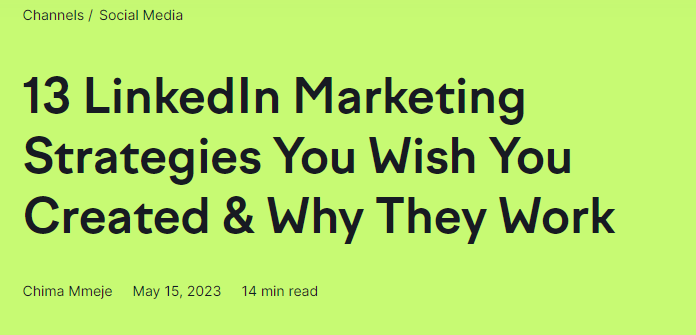 Channels / Social Media
13 LinkedIn Marketing
Strategies You Wish You
Created & Why They Work
Chima Mmeje May 15, 2023 14 min read